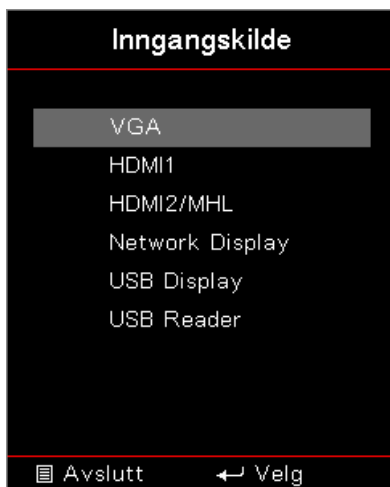 Inngangskilde
VGA
HDMI1
HDMI2/MHL
Network Display
USB Display
USB Reader
Avslutt Velg